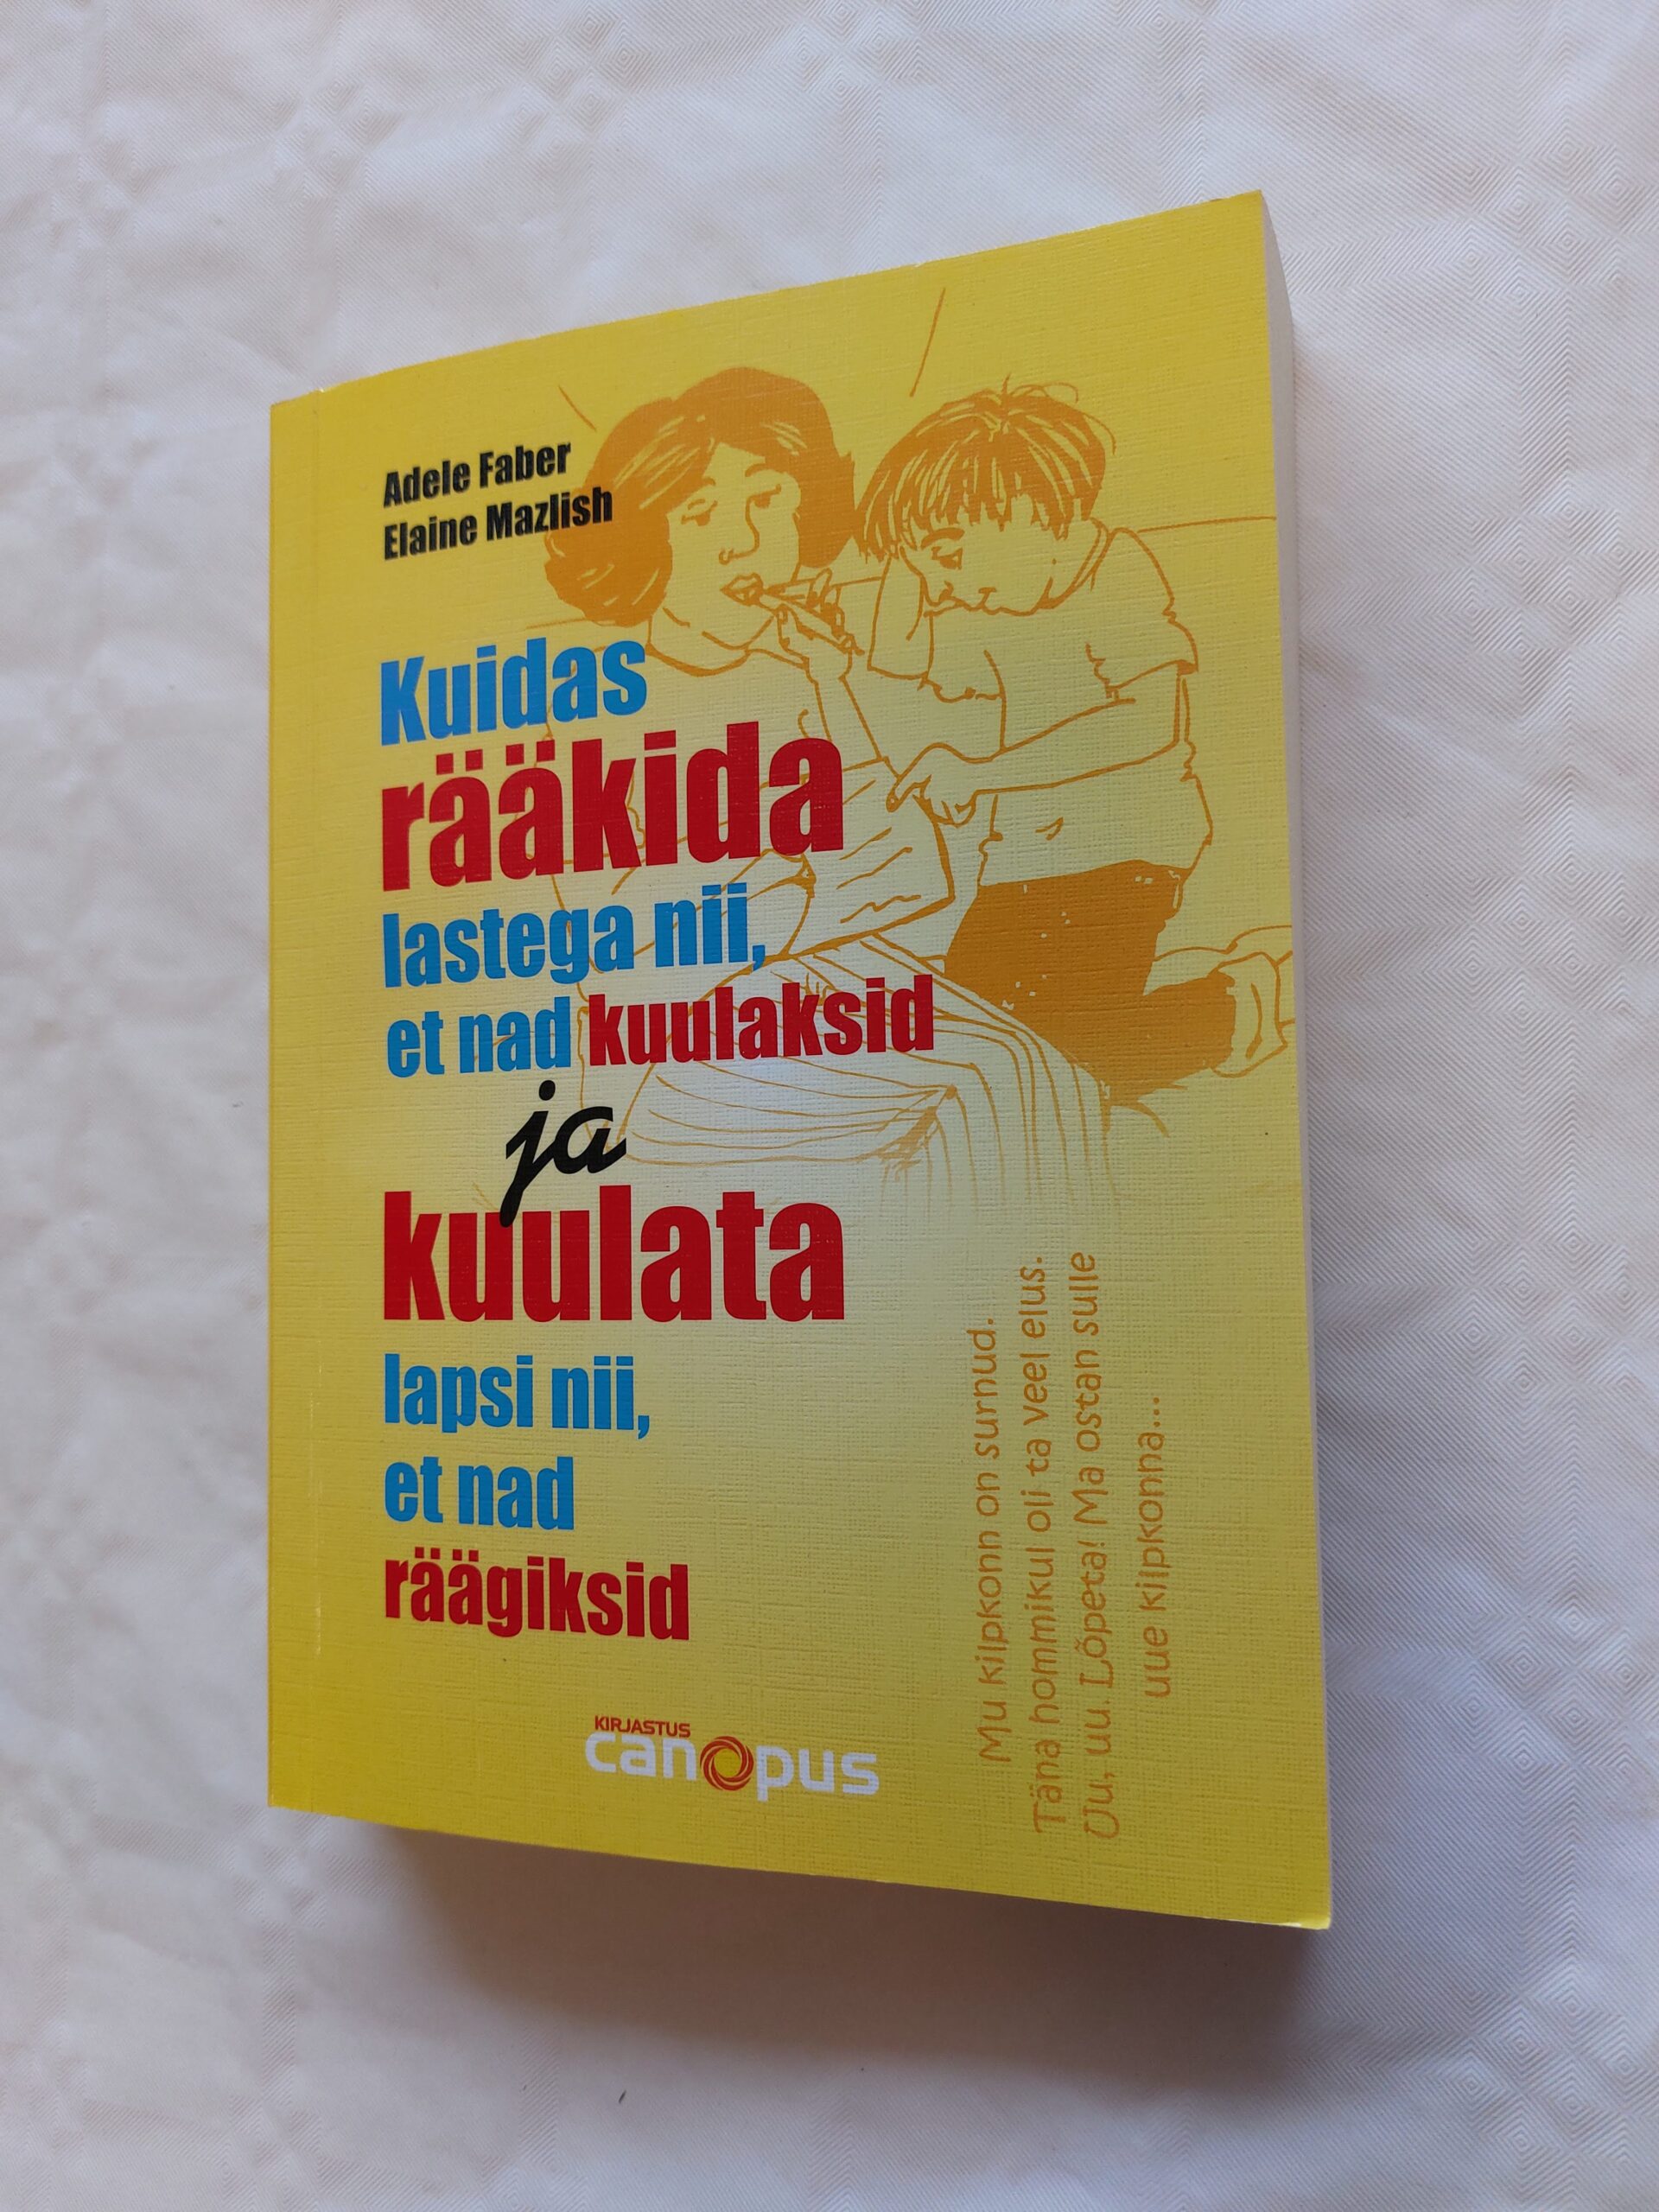 Adele Faber
Elaine Mazlish
Kuidas
rääkida
lastega nii,
et nad kuulaksid
ja
kuulata
lapsi nii,
et nad
räägiksid
KIRJASTUS
canopus
Mu kilpkonn on surnud.
Täna hommikul oli ta veel elus.
Uu, uu. Lõpeta! Ma ostan sulle
uue kilpkonna...